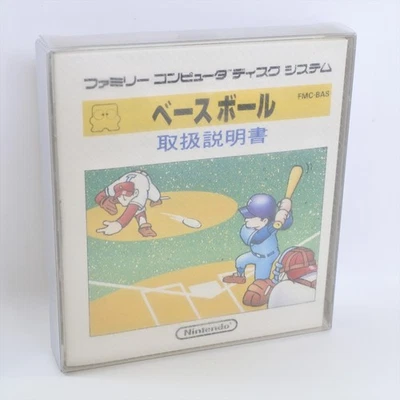 ファミリー コンピュータ ディスク システム
FMC-BAS
ベースボール
取扱説明書
Nintendo